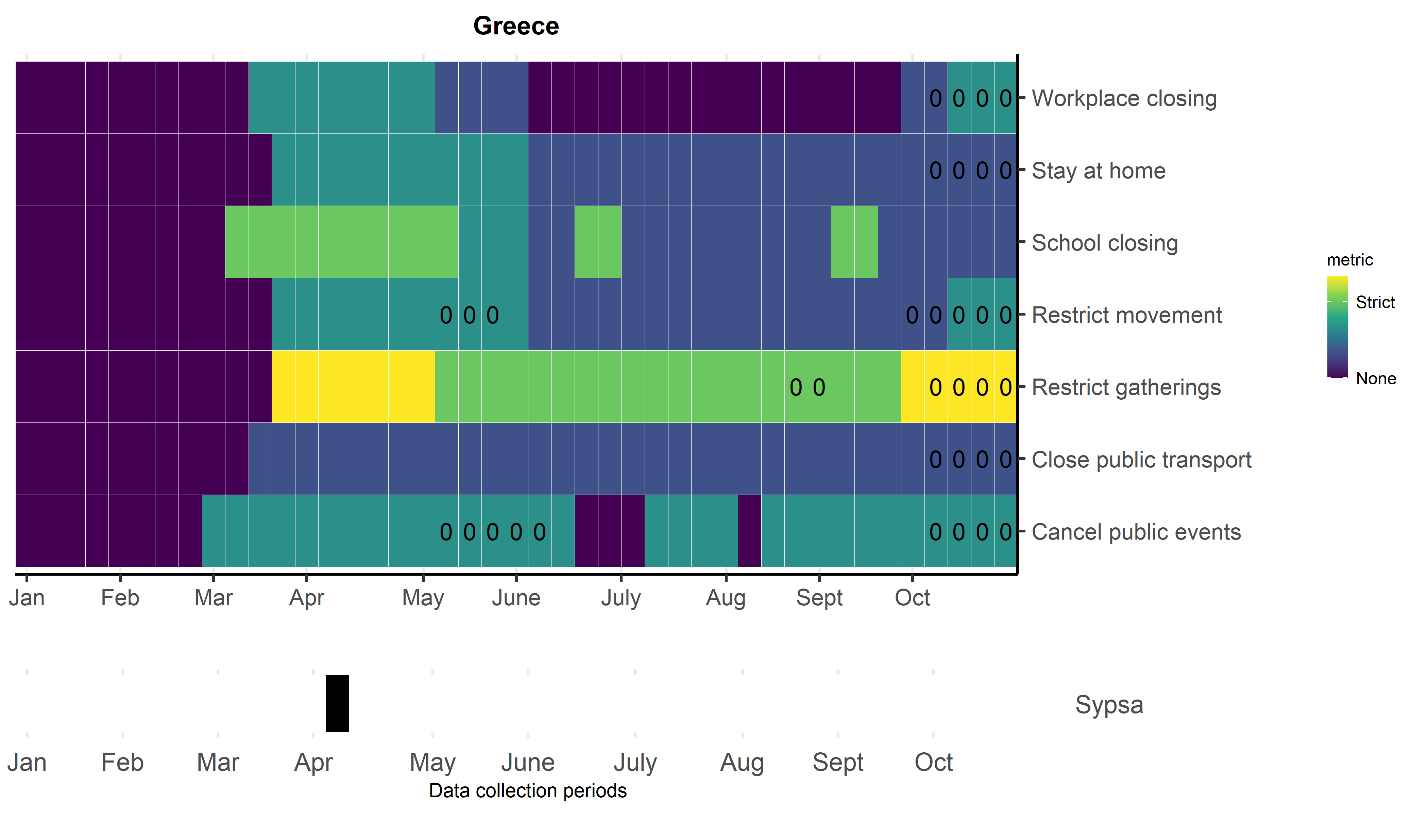 Greece
0 0 0 0 Workplace closing
0 0 0 0 Stay at home
School closing
0 0 0 0 0 0 0 0 Restrict movement
0 0 0 0 0 0 Restrict gatherings
0 0 0 0 Close public transport
0 0 0 0 0 0 0 0 0 Cancel public events
Jan Feb Mar Apr May June July Aug Sept Oct
metric
Strict
None
Sypsa
Jan Feb Mar Apr May June July Aug Sept Oct
Data collection periods